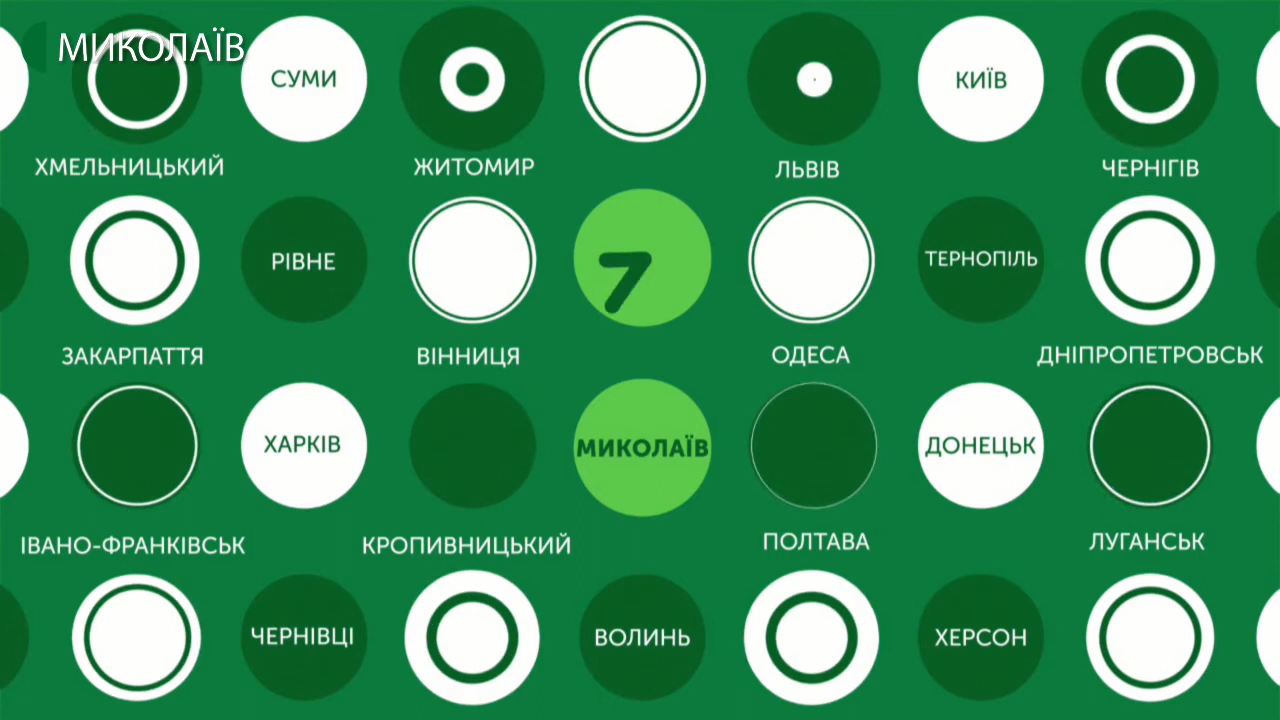 МИКОЛАЇВ
СУМИ
КИЇВ
ХМЕЛЬНИЦЬКИЙ
ЖИТОМИР
ЛЬВІВ
ЧЕРНІГІВ
РІВНЕ
ТЕРНОПІЛЬ
ЗАКАРПАТТЯ
ВІННИЦЯ
ОДЕСА
ДНІПРОПЕТРОВСЬК
ХАРКІВ
МИКОЛАЇВ
ДОНЕЦЬК
ІВАНО-ФРАНКІВСЬК
КРОПИВНИЦЬКИЙ
ПОЛТАВА
ЛУГАНСЬК
ЧЕРНІВЦІ
ВОЛИНЬ
ХЕРСОН